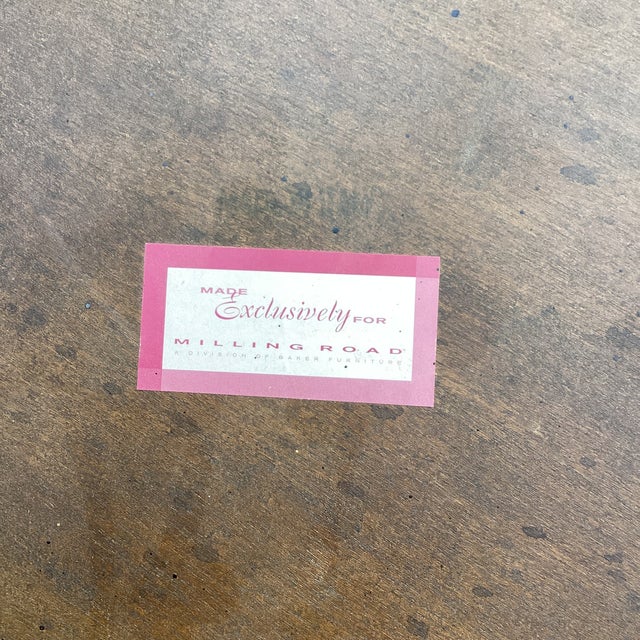 MADE
Exclusively FOR
MILLING ROAD
A DIVISION OF BAKER FURNITURE